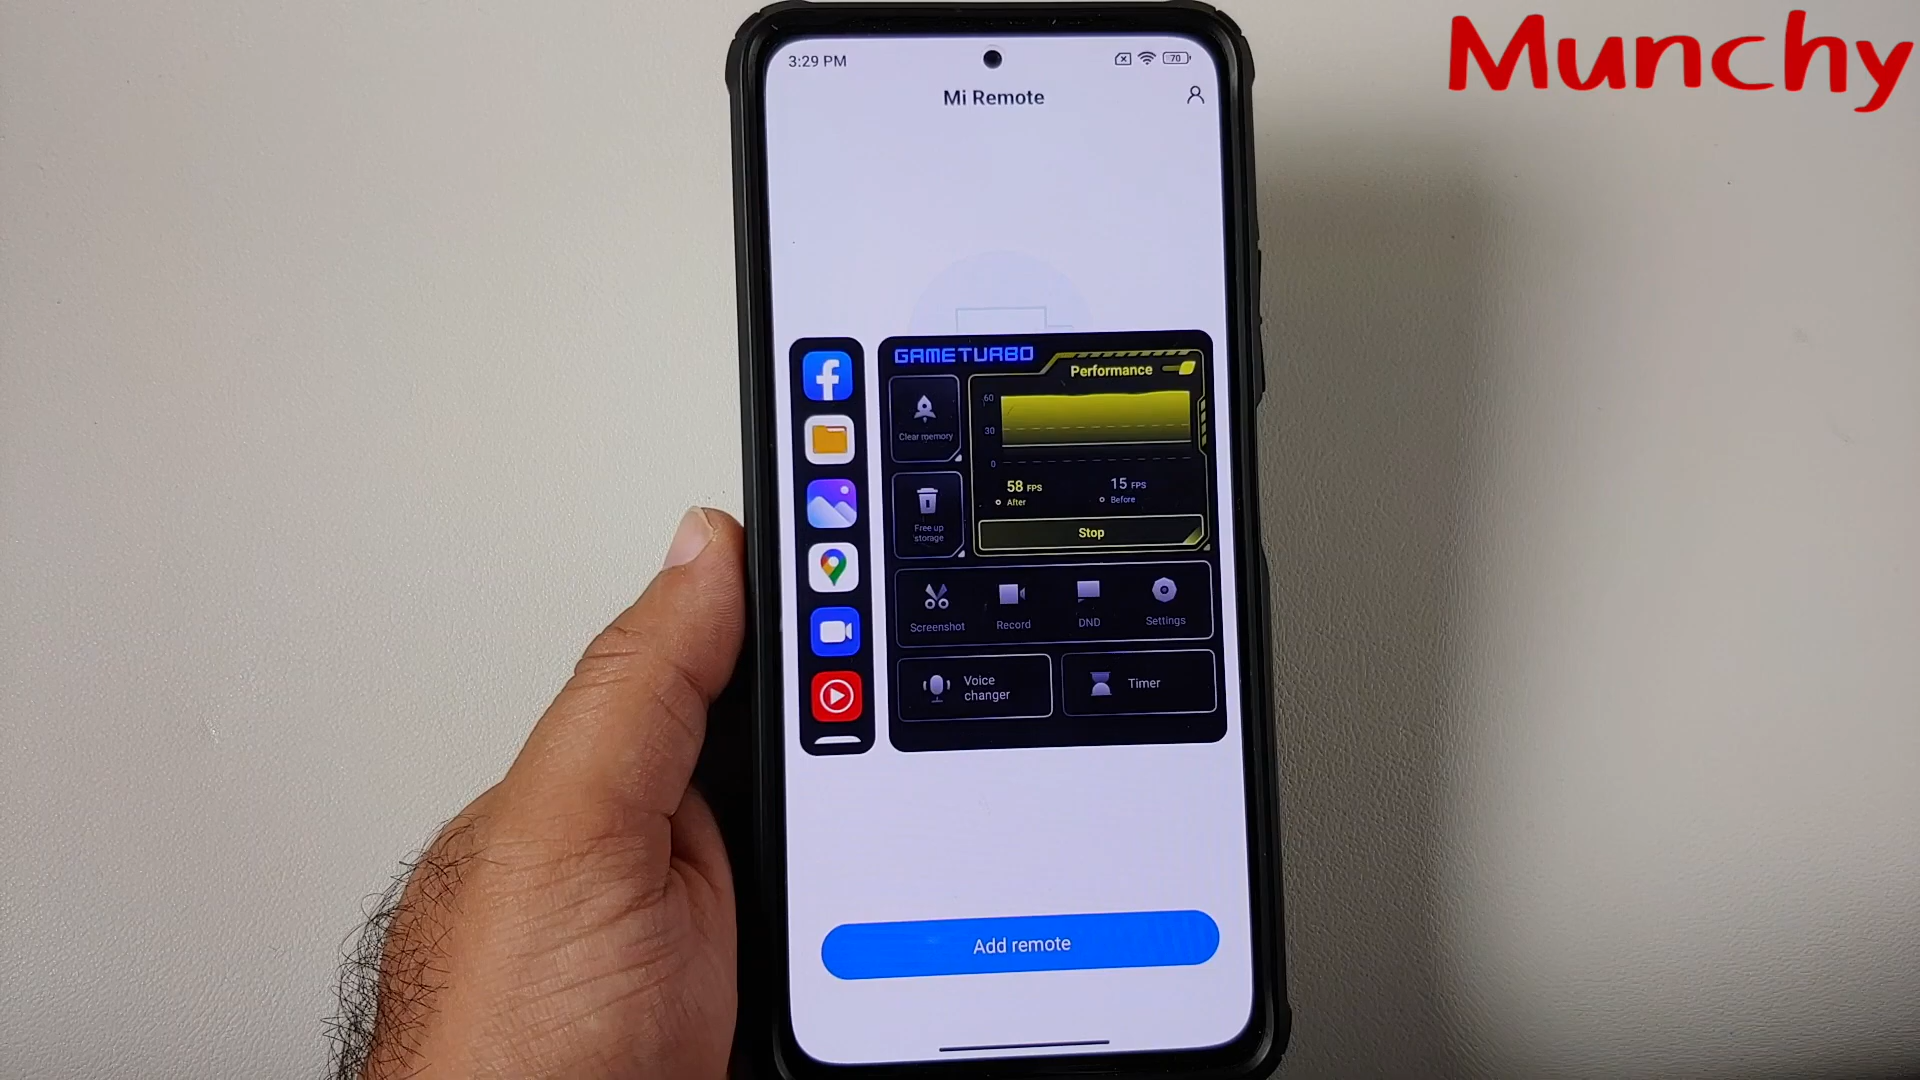 Munchy
3:29 PM
70
Mi Remote
GAMETURBO
Performance
Clear memory
60
30
0
58 FPS
After
15 FPS
Before
Free up
storage
Stop
Screenshot
Record
DND
Settings
Voice
changer
Timer
Add remote